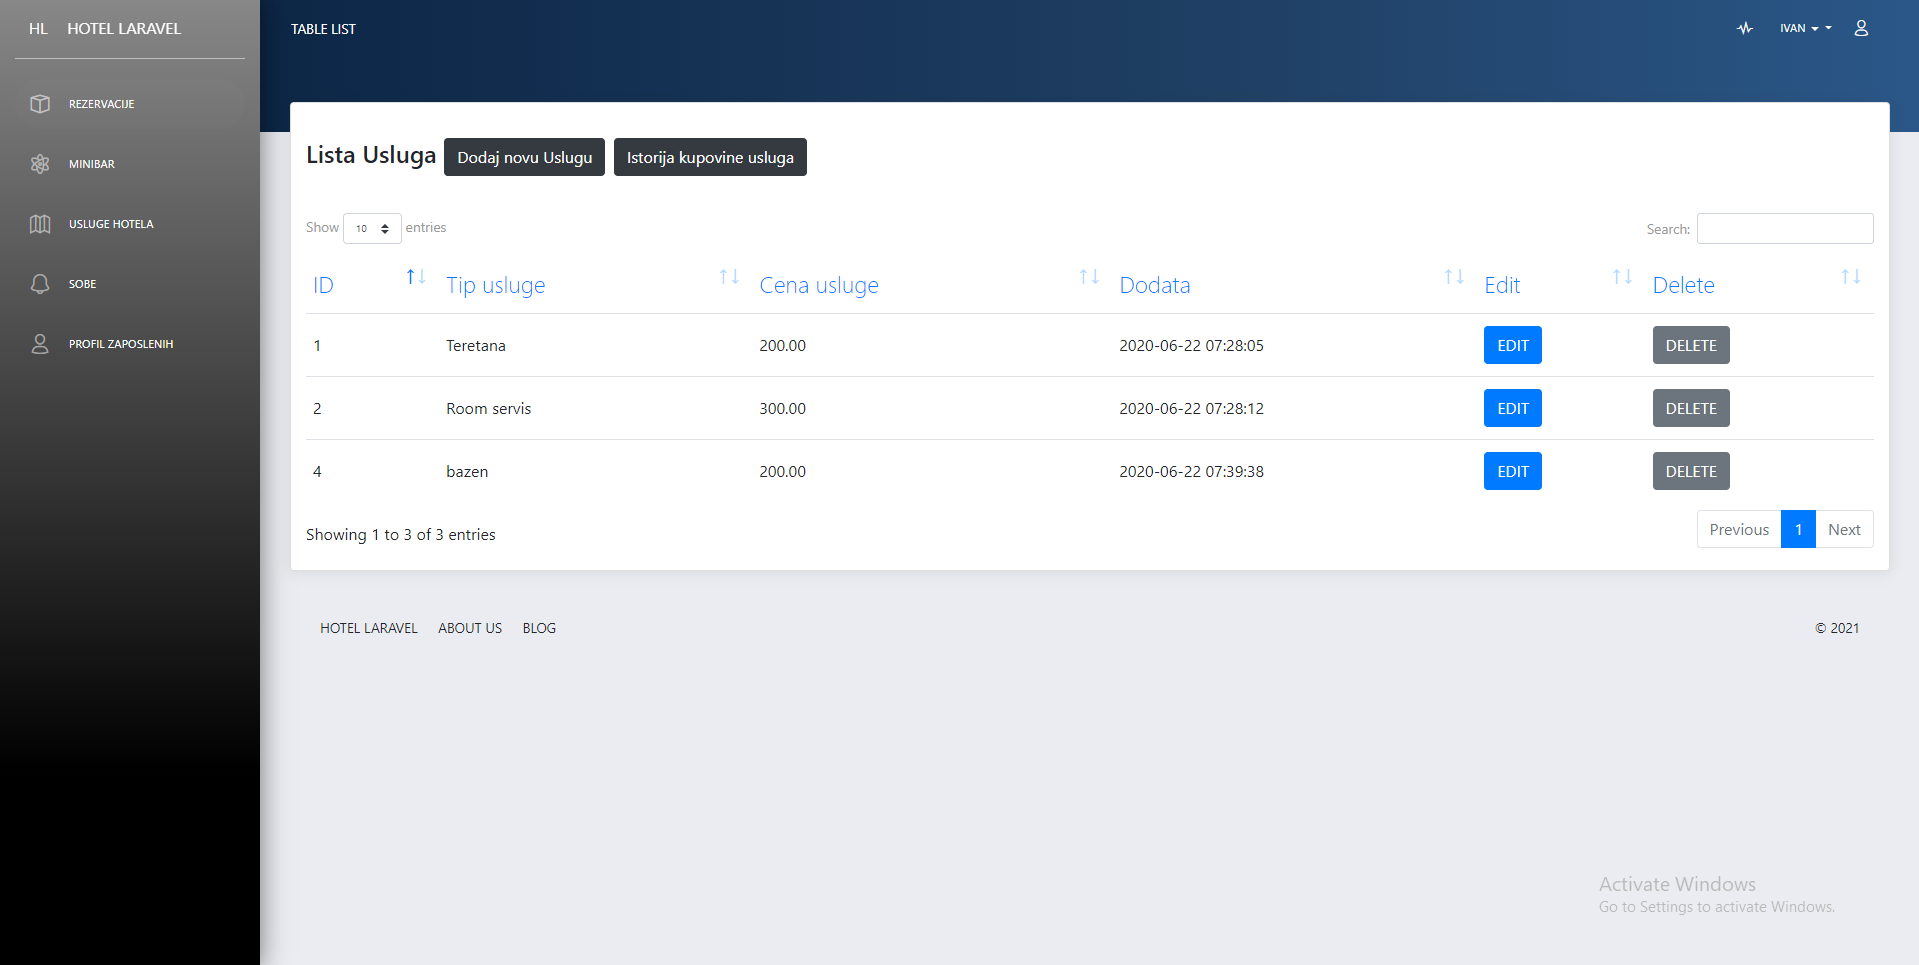 HL HOTEL LARAVEL
REZERVACIJE
MINIBAR
USLUGE HOTELA
SOBE
PROFIL ZAPOSLENIH
TABLE LIST
IVAN
Lista Usluga
Dodaj novu Uslugu
Istorija kupovine usluga
Show 10 entries
Search:
ID Tip usluge Cena usluge Dodata Edit Delete
1 Teretana 200.00 2020-06-22 07:28:05 EDIT DELETE
2 Room servis 300.00 2020-06-22 07:28:12 EDIT DELETE
4 bazen 200.00 2020-06-22 07:39:38 EDIT DELETE
Showing 1 to 3 of 3 entries
Previous 1 Next
HOTEL LARAVEL ABOUT US BLOG
© 2021
Activate Windows
Go to Settings to activate Windows.